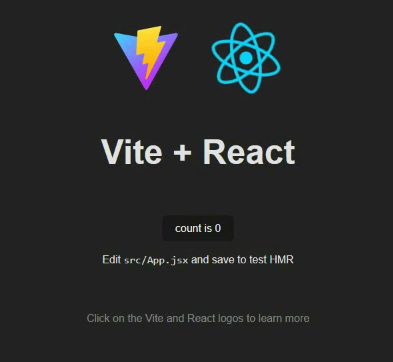 Vite + React
count is 0
Edit src/App.jsx and save to test HMR
Click on the Vite and React logos to learn more